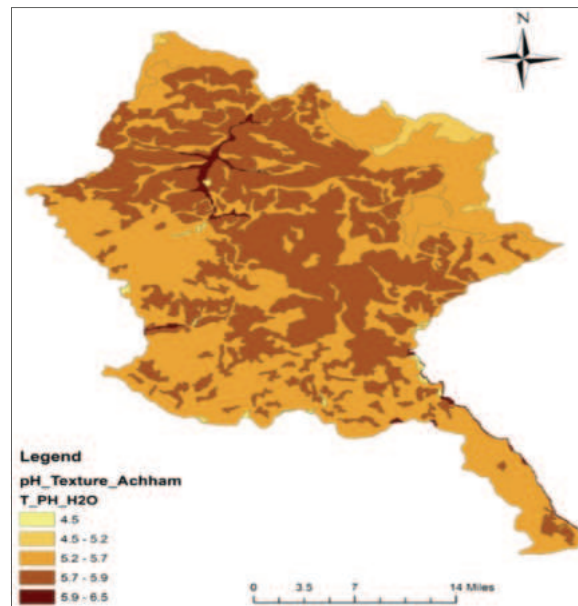 N
Legend
pH_Texture_Achham
T_PH_H2O
4.5
4.5 - 5.2
5.2 - 5.7
5.7 - 5.9
5.9 - 6.5
0 3.5 7 14 Miles